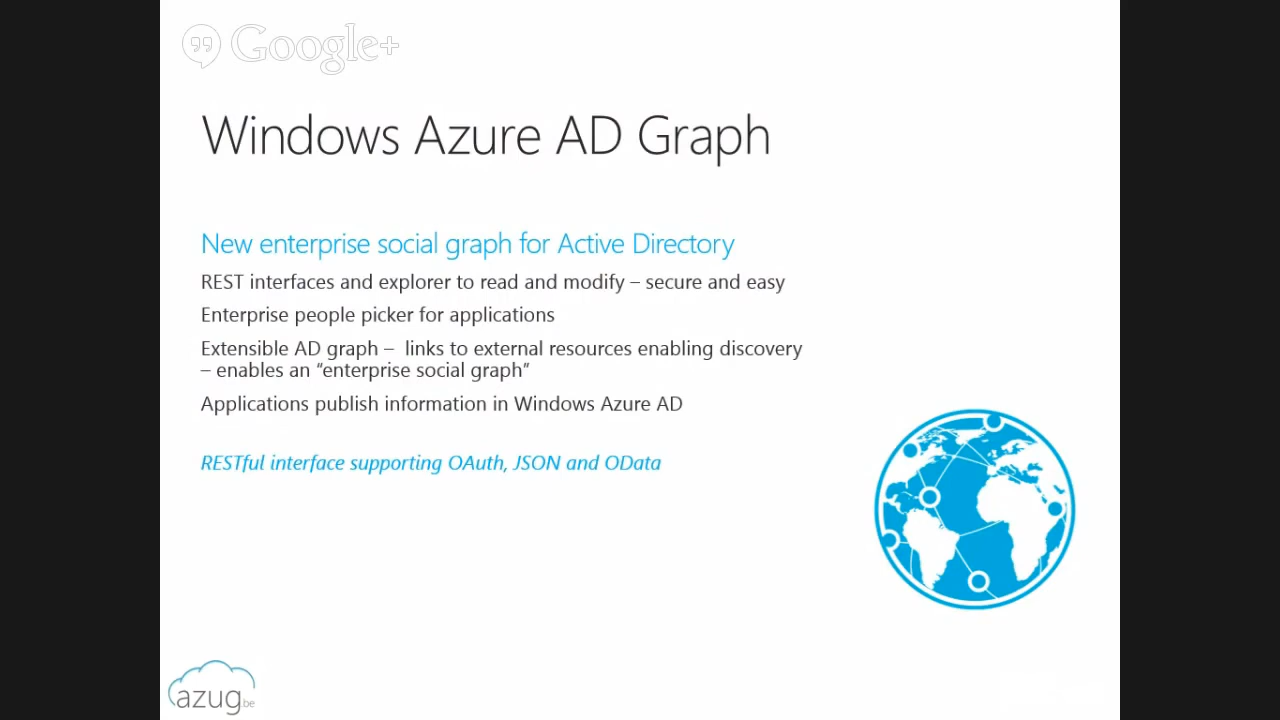 Google+
Windows Azure AD Graph
New enterprise social graph for Active Directory
REST interfaces and explorer to read and modify – secure and easy
Enterprise people picker for applications
Extensible AD graph –  links to external resources enabling discovery
– enables an “enterprise social graph”
Applications publish information in Windows Azure AD
RESTful interface supporting OAuth, JSON and OData
azug.be